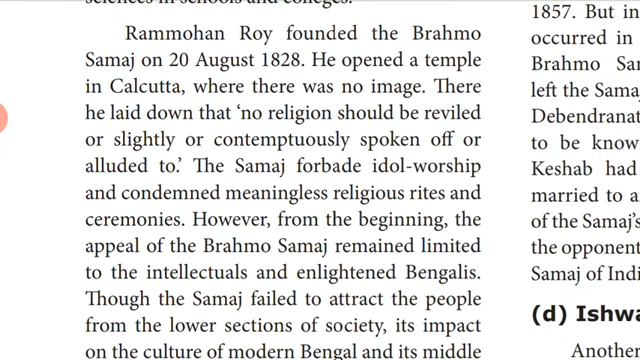 sciences in schools and colleges.
Rammohan Roy founded the Brahmo
Samaj on 20 August 1828. He opened a temple
in Calcutta, where there was no image. There
he laid down that ‘no religion should be reviled
or slightly or contemptuously spoken off or
alluded to.’ The Samaj forbade idol-worship
and condemned meaningless religious rites and
ceremonies. However, from the beginning, the
appeal of the Brahmo Samaj remained limited
to the intellectuals and enlightened Bengalis.
Though the Samaj failed to attract the people
from the lower sections of society, its impact
on the culture of modern Bengal and its middle
1857. But in
occurred in
Brahmo Sam
left the Sama
Debendranat
to be know
Keshab had
married to a
of the Samaj’s
the opponent
Samaj of Indi
(d) Ishwa
Another